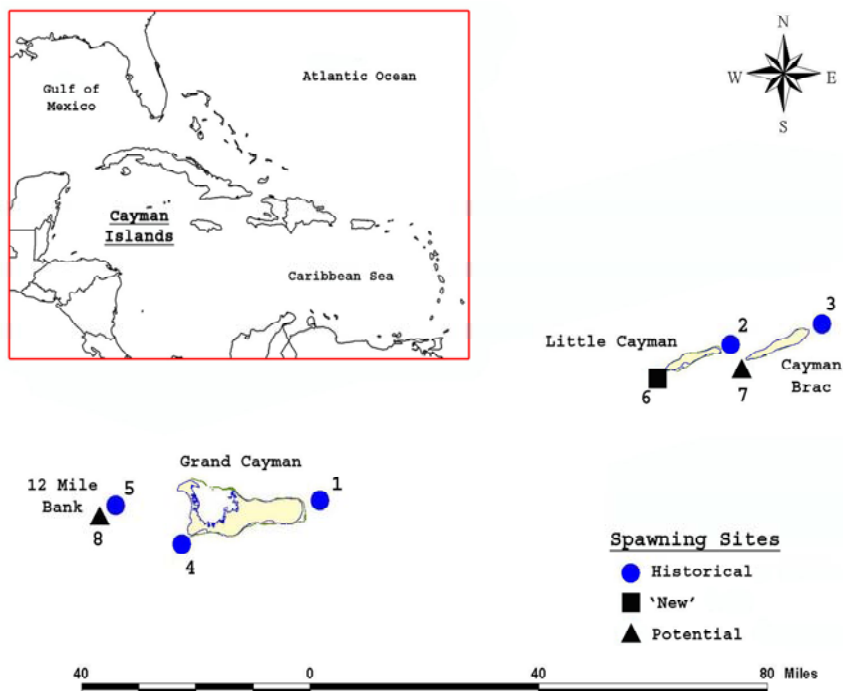 Gulf of
Mexico
Atlantic Ocean
Cayman
Islands
Caribbean Sea
N
W
E
S
3
2
Little Cayman
Cayman
Brac
6
7
Grand Cayman
12 Mile
Bank
5
1
8
4
Spawning Sites
Historical
'New'
Potential
40 0 40 80 Miles